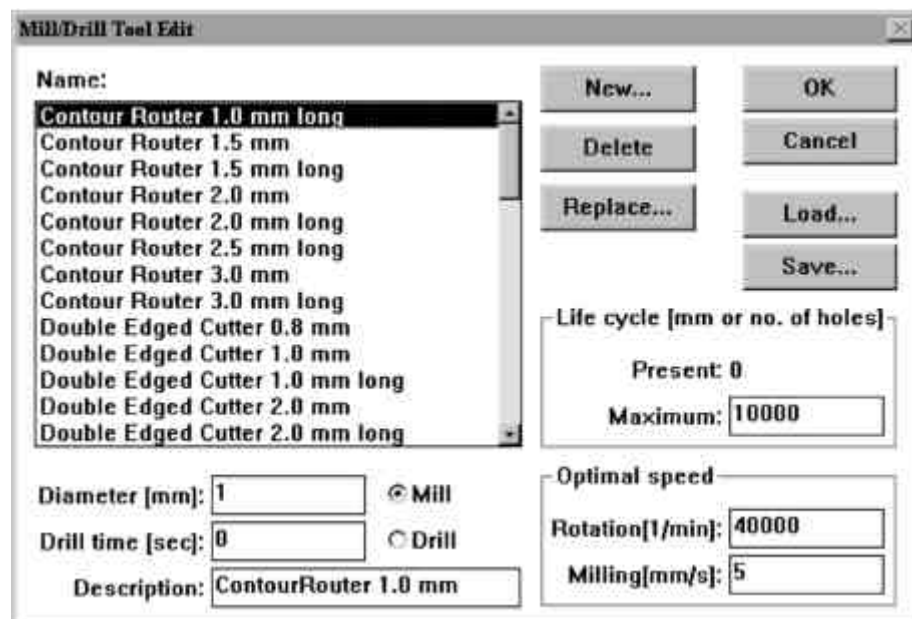 Mill/Drill Tool Edit
Name:
Contour Router 1.0 mm long
Contour Router 1.5 mm
Contour Router 1.5 mm long
Contour Router 2.0 mm
Contour Router 2.0 mm long
Contour Router 2.5 mm long
Contour Router 3.0 mm
Contour Router 3.0 mm long
Double Edged Cutter 0.8 mm
Double Edged Cutter 1.0 mm
Double Edged Cutter 1.0 mm long
Double Edged Cutter 2.0 mm
Double Edged Cutter 2.0 mm long
New...
OK
Delete
Cancel
Replace...
Load...
Save...
Life cycle [mm or no. of holes]
Present: 0
Maximum: 10000
Diameter [mm]: 1
Mill
Drill time [sec]: 0
Drill
Description: ContourRouter 1.0 mm
Optimal speed
Rotation[1/min]: 40000
Milling[mm/s]: 5